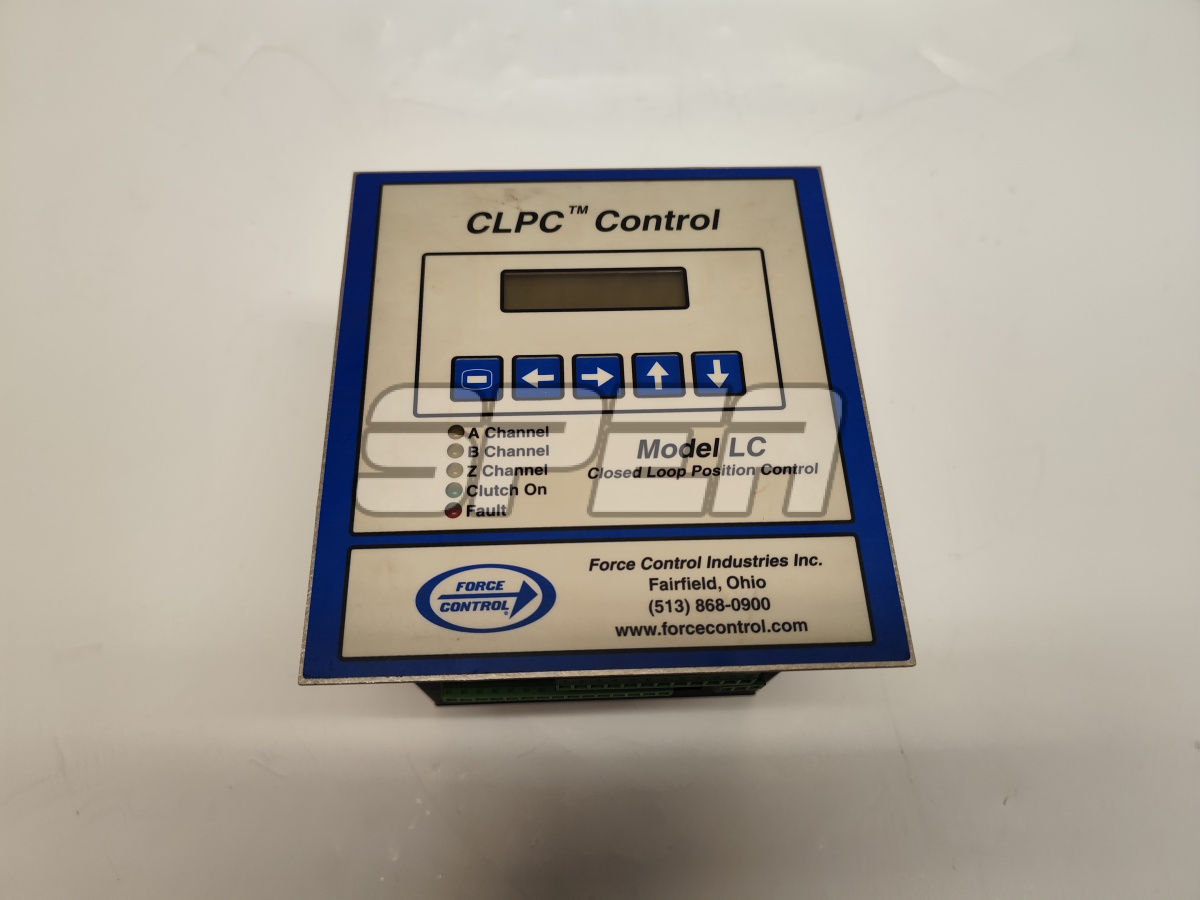 CLPC™ Control
A Channel
B Channel
Z Channel
Clutch On
Fault
Model LC
Closed Loop Position Control
FORCE
CONTROL®
Force Control Industries Inc.
Fairfield, Ohio
(513) 868-0900
www.forcecontrol.com